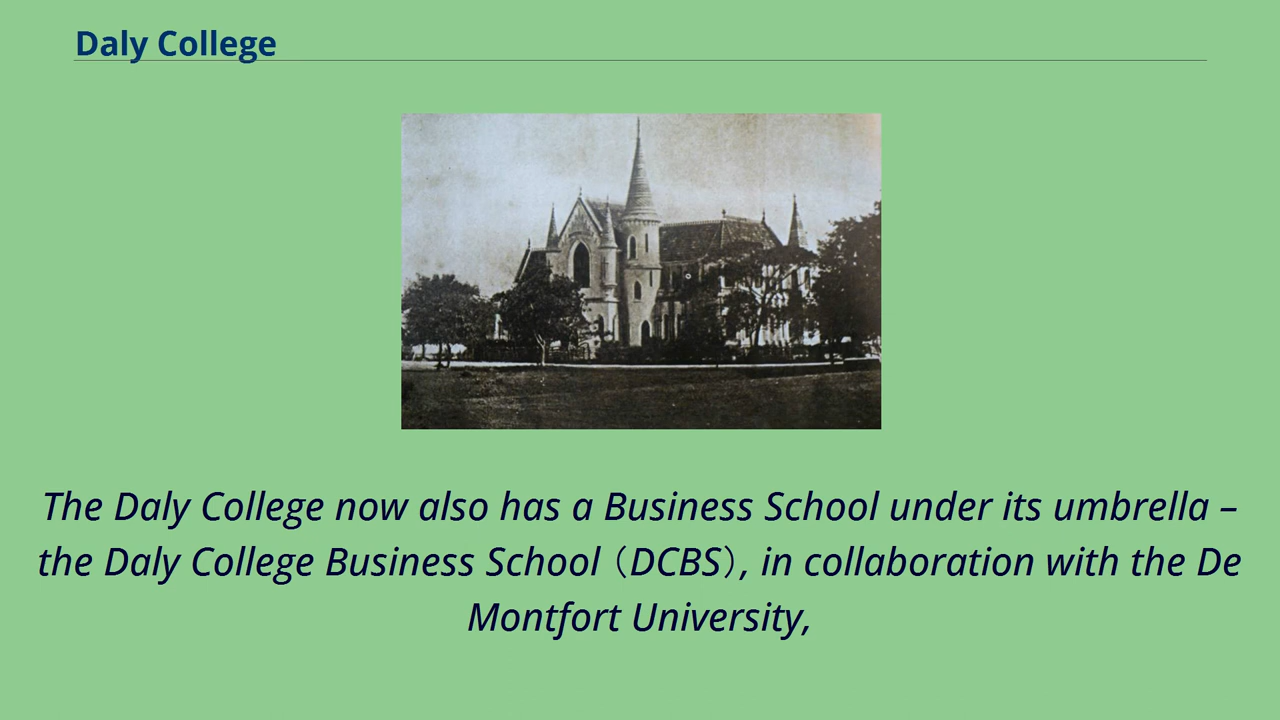 Daly College
The Daly College now also has a Business School under its umbrella –
the Daly College Business School（DCBS）, in collaboration with the De
Montfort University,